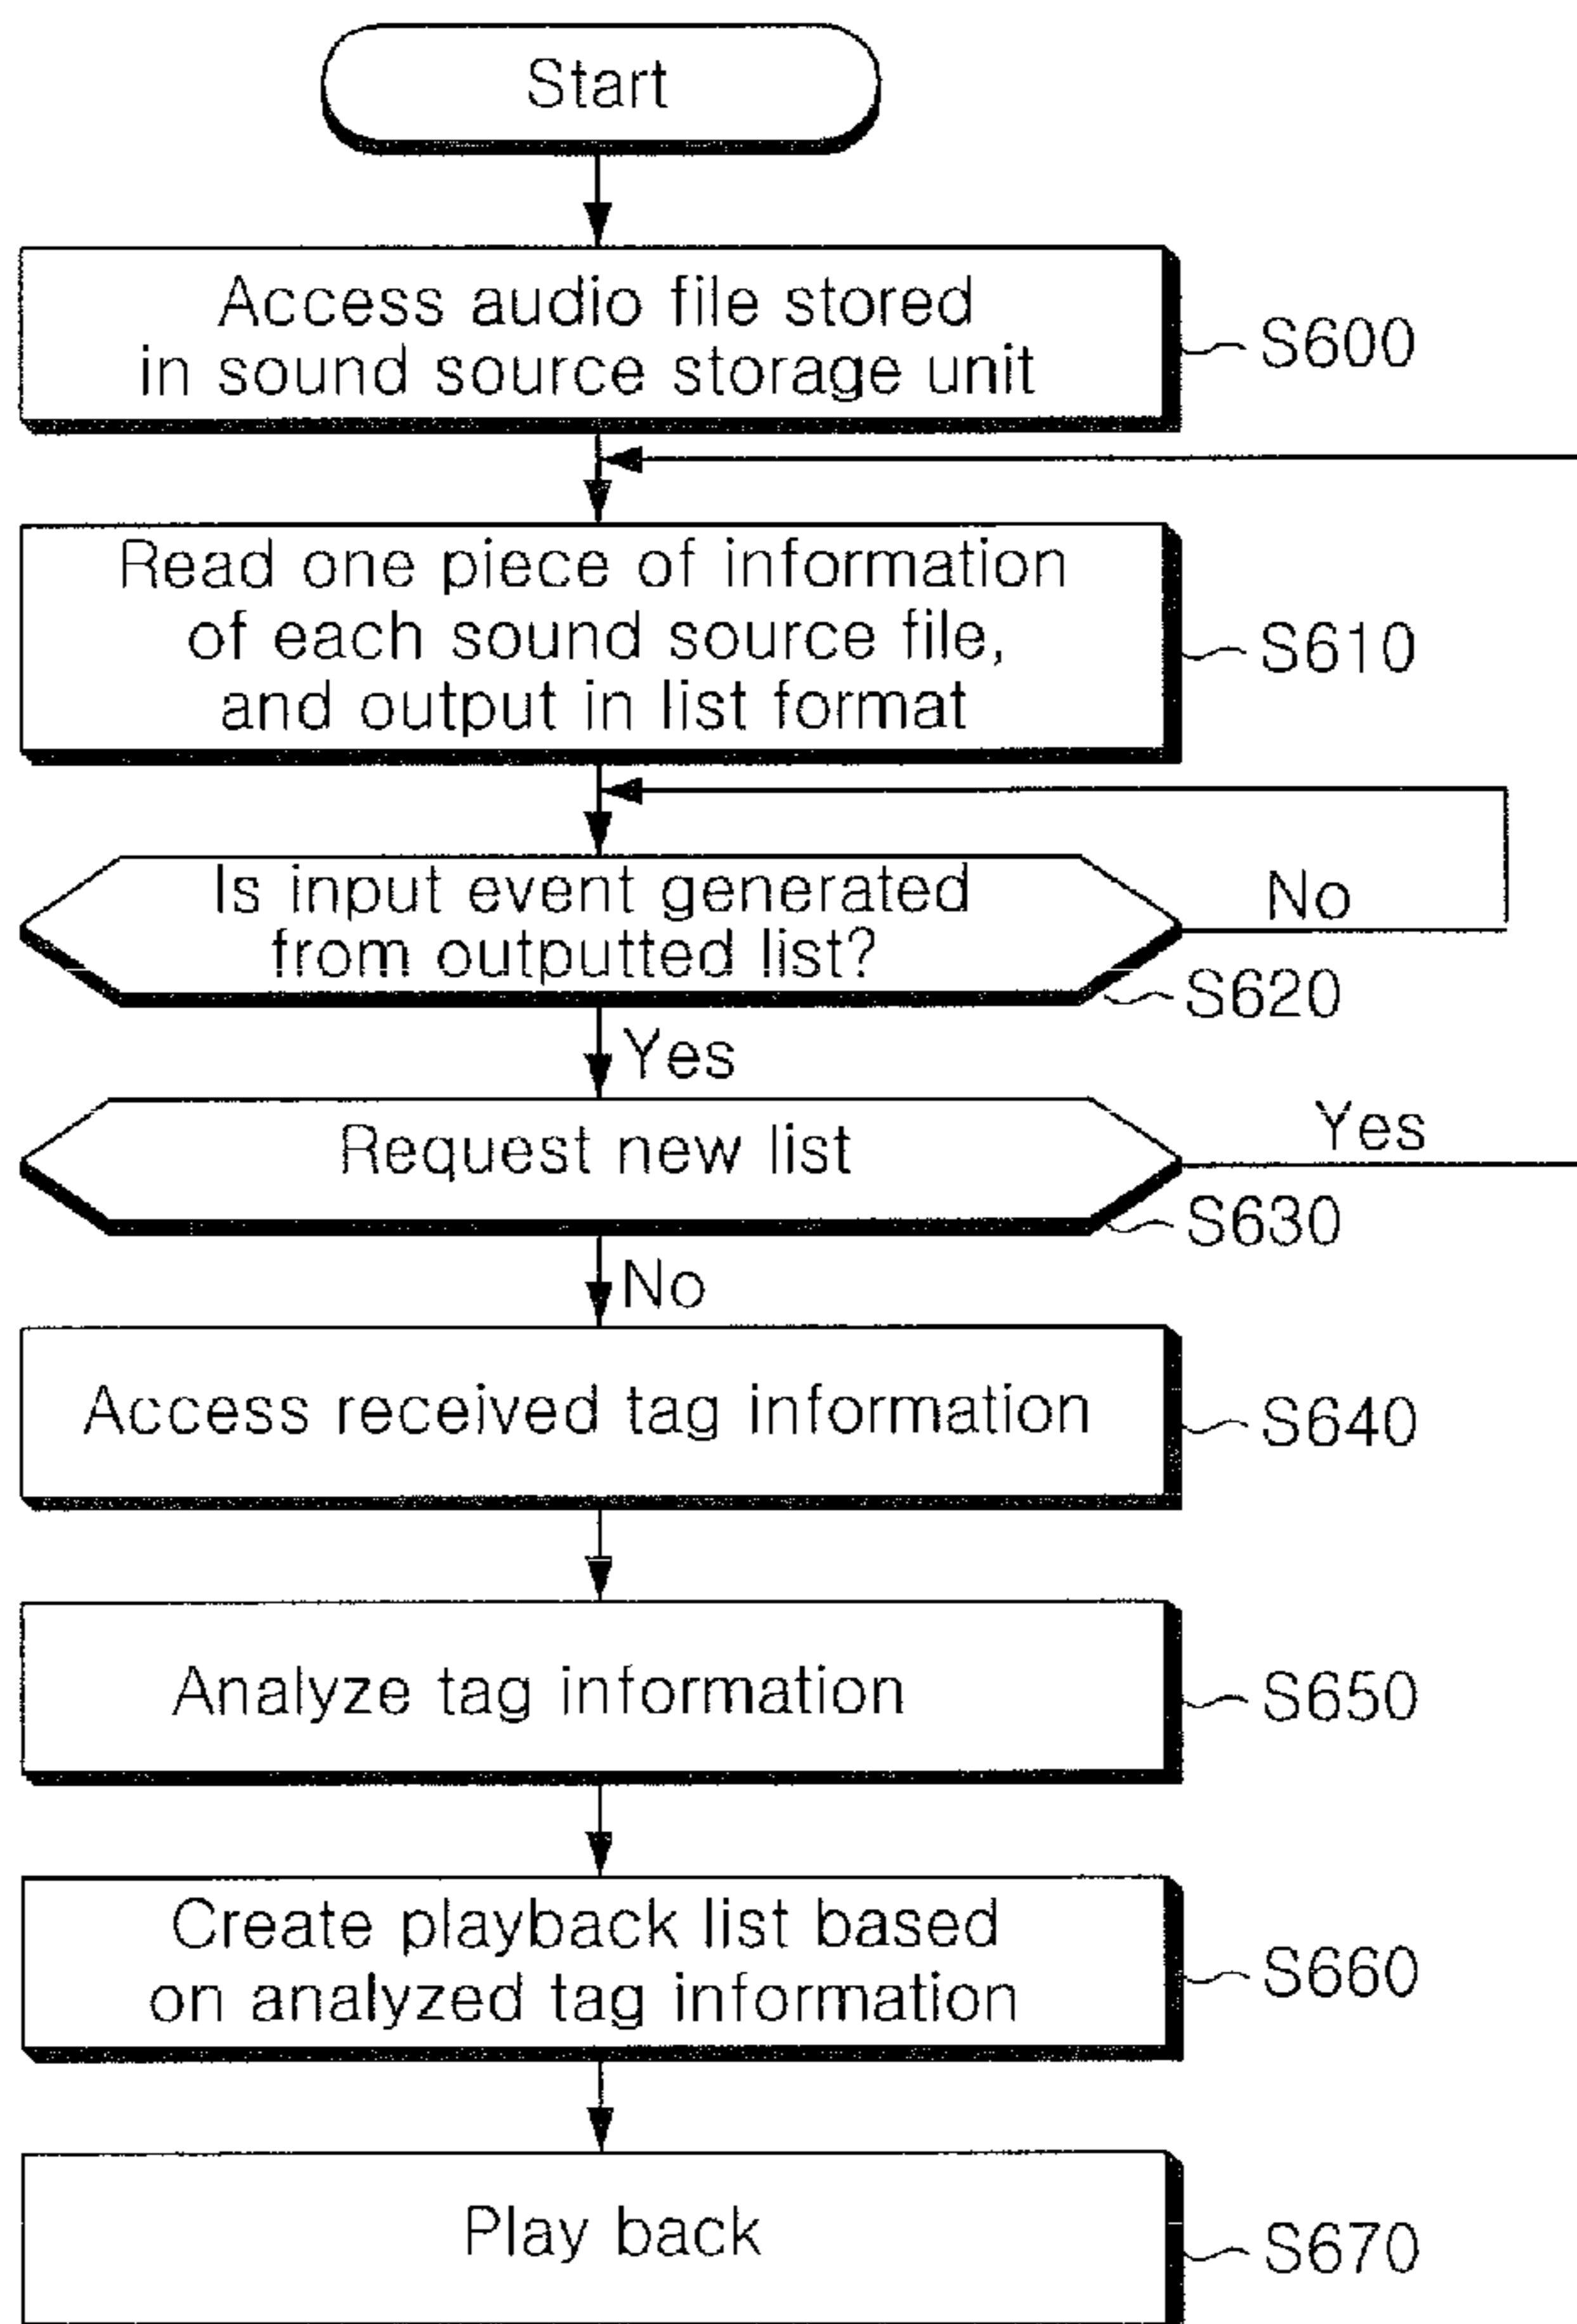 Start
Access audio file stored
in sound source storage unit
S600
Read one piece of information
of each sound source file,
and output in list format
S610
Is input event generated
from outputted list?
No
S620
Yes
Request new list
Yes
S630
No
Access received tag information
S640
Analyze tag information
S650
Create playback list based
on analyzed tag information
S660
Play back
S670